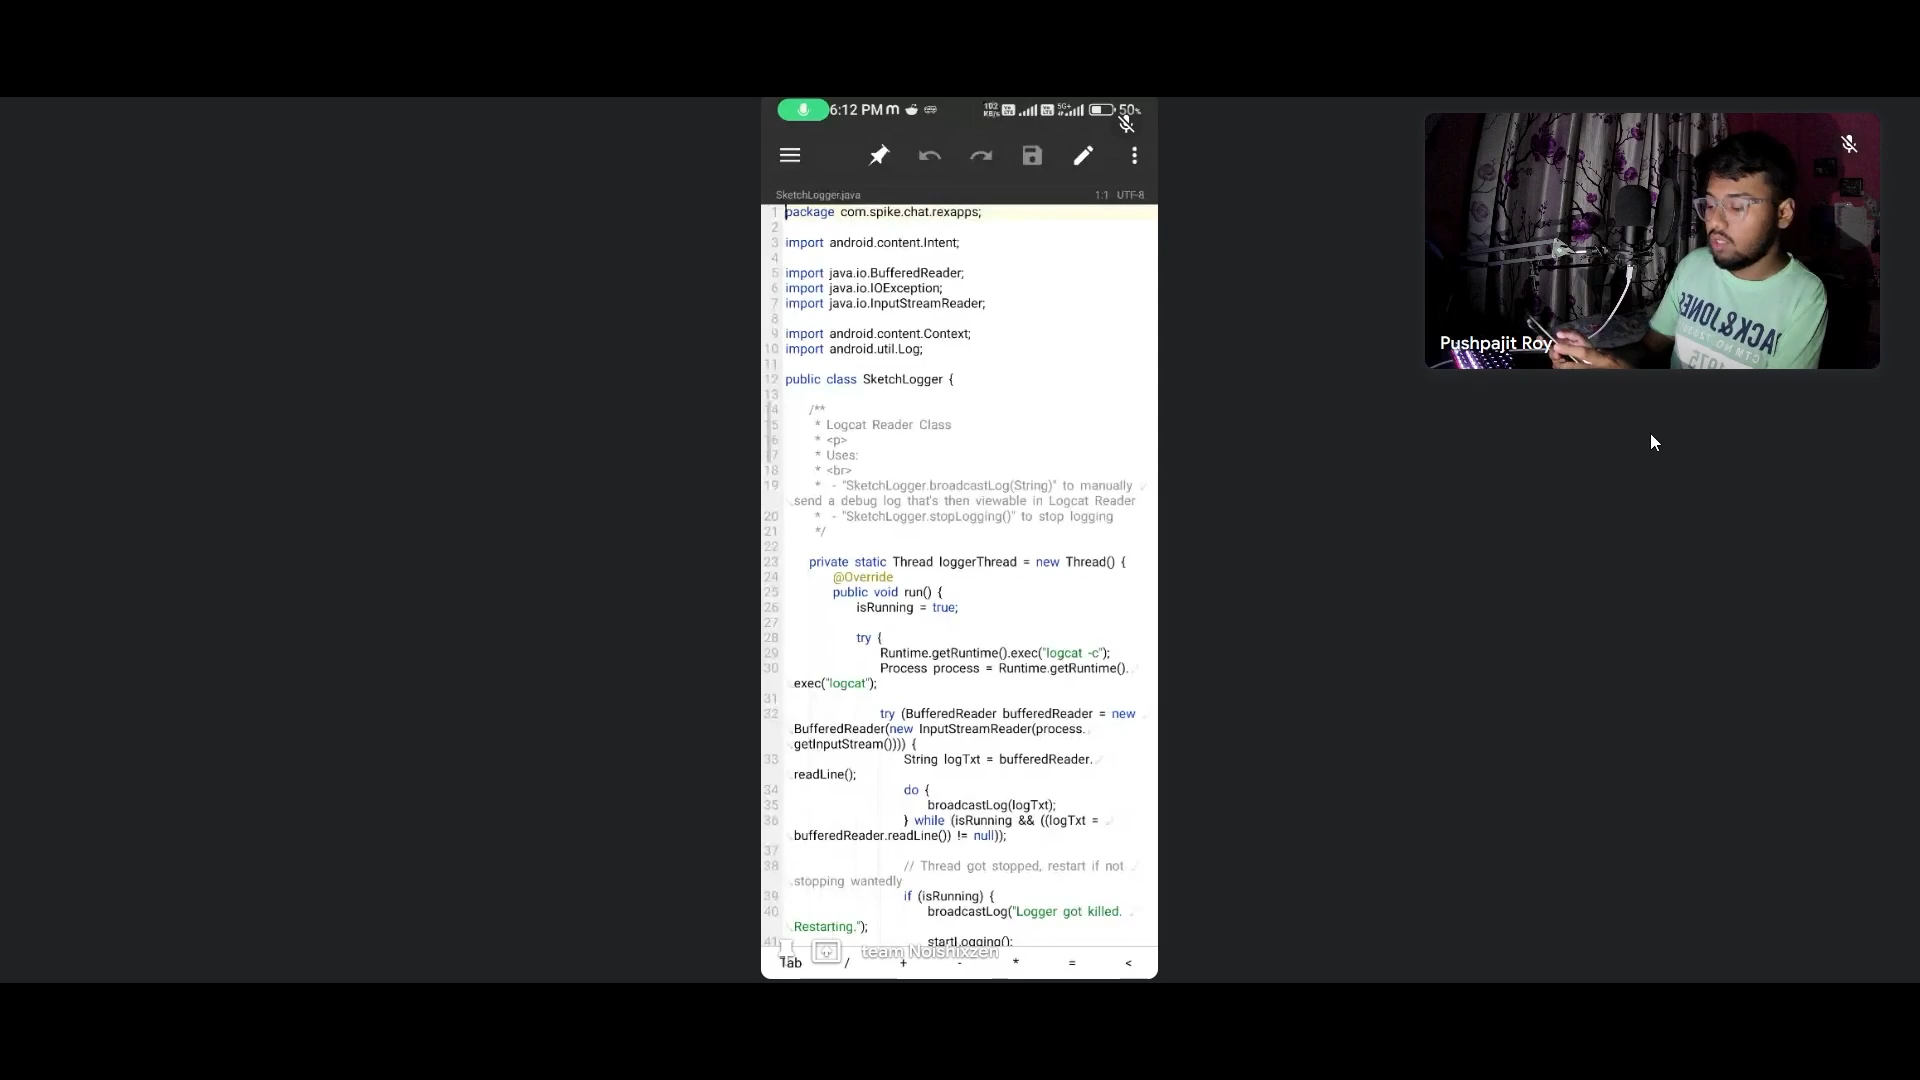 6:12 PM m
102 KB/s 5G+ 50%
SketchLogger.java 1:1 UTF-8
1 package com.spike.chat.rexapps;
2
3 import android.content.Intent;
4
5 import java.io.BufferedReader;
6 import java.io.IOException;
7 import java.io.InputStreamReader;
8
9 import android.content.Context;
10 import android.util.Log;
11
12 public class SketchLogger {
13
14 /**
15 * Logcat Reader Class
16 * <p>
17 * Uses:
18 * <br>
19 * - "SketchLogger.broadcastLog(String)" to manually
send a debug log that's then viewable in Logcat Reader
20 * - "SketchLogger.stopLogging()" to stop logging
21 */
22
23 private static Thread loggerThread = new Thread() {
24 @Override
25 public void run() {
26 isRunning = true;
27
28 try {
29 Runtime.getRuntime().exec("logcat -c");
30 Process process = Runtime.getRuntime().
exec("logcat");
31
32 try (BufferedReader bufferedReader = new
BufferedReader(new InputStreamReader(process.
getInputStream()))) {
33 String logTxt = bufferedReader.
readLine();
34 do {
35 broadcastLog(logTxt);
36 } while (isRunning && ((logTxt =
bufferedReader.readLine()) != null));
37
38 // Thread got stopped, restart if not
stopping wantedly
39 if (isRunning) {
40 broadcastLog("Logger got killed.
Restarting.");
41 startLogging();
team Noishixzen
Tab / + - * = <
Pushpajit Roy
JACK&JONES
1975